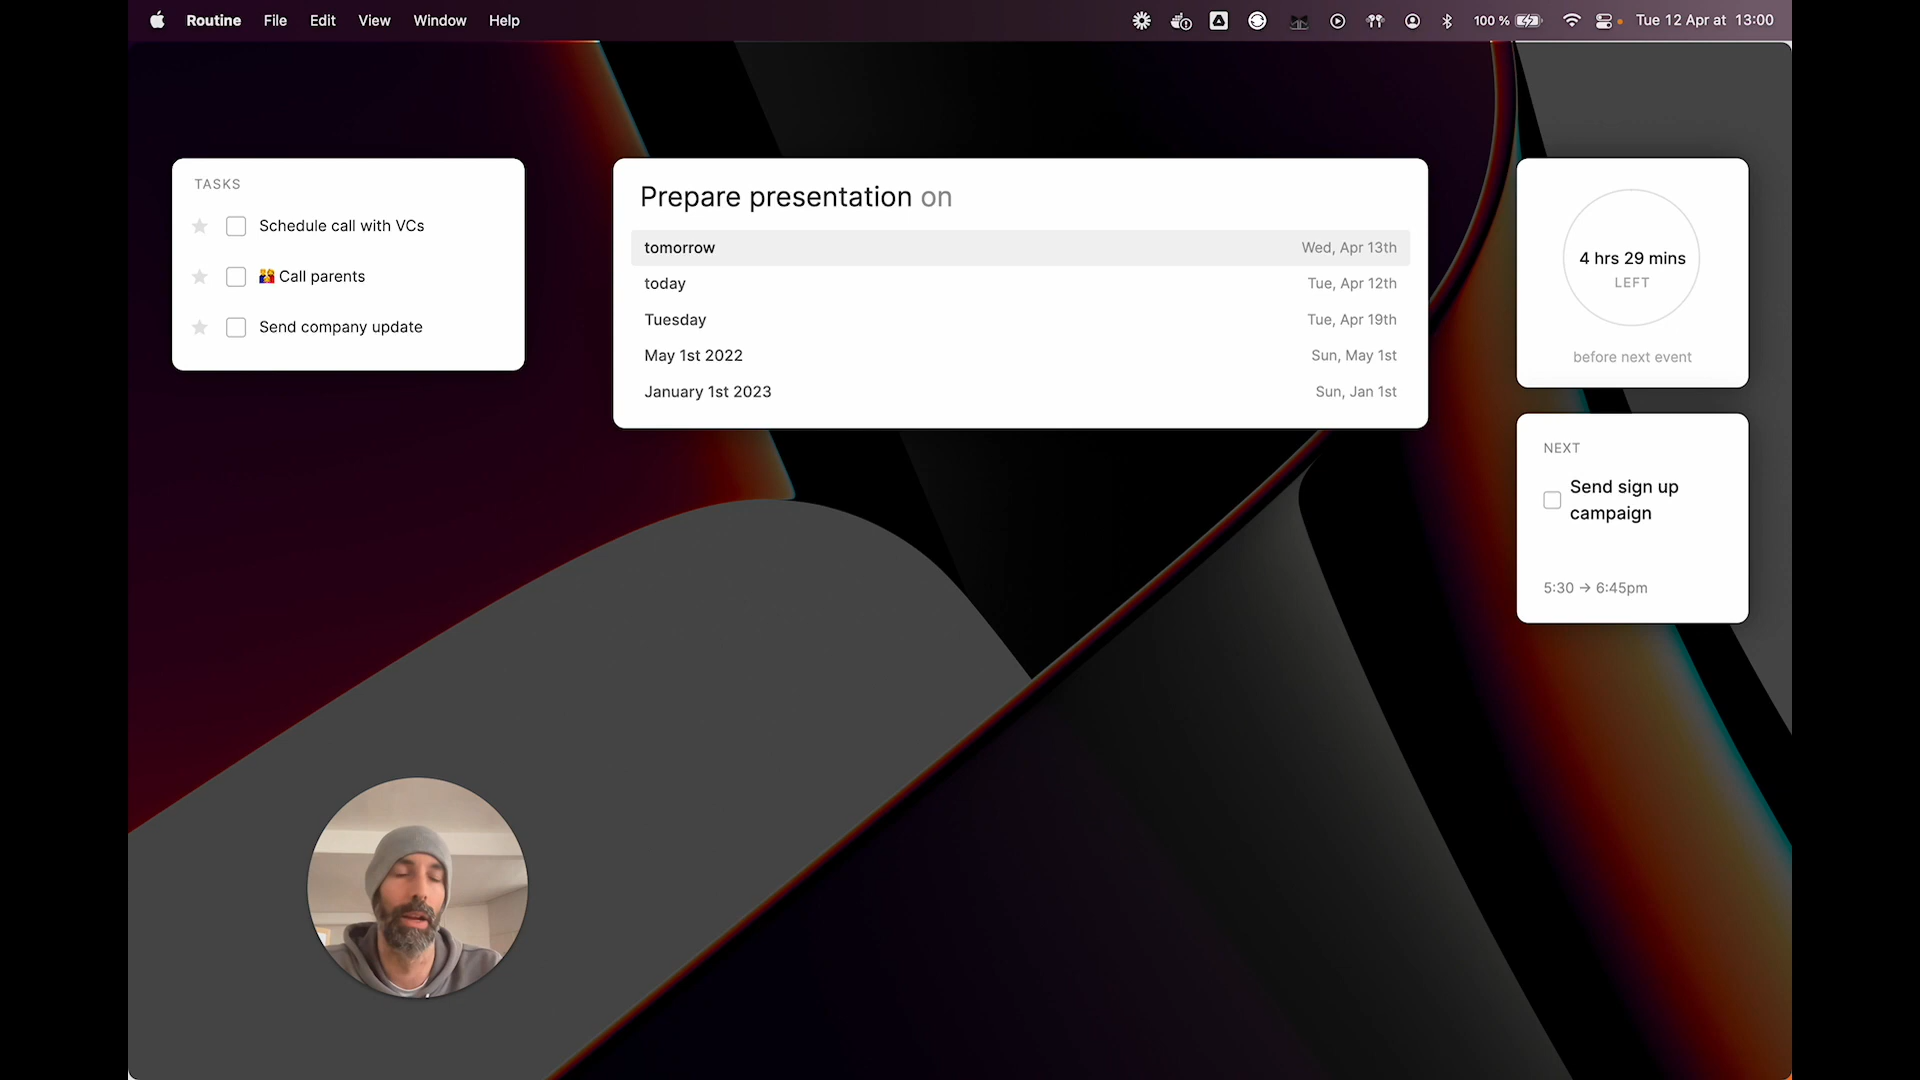 Routine File Edit View Window Help 100 % Tue 12 Apr at 13:00
TASKS
Schedule call with VCs
Call parents
Send company update
Prepare presentation on
tomorrow Wed, Apr 13th
today Tue, Apr 12th
Tuesday Tue, Apr 19th
May 1st 2022 Sun, May 1st
January 1st 2023 Sun, Jan 1st
4 hrs 29 mins
LEFT
before next event
NEXT
Send sign up
campaign
5:30 → 6:45pm